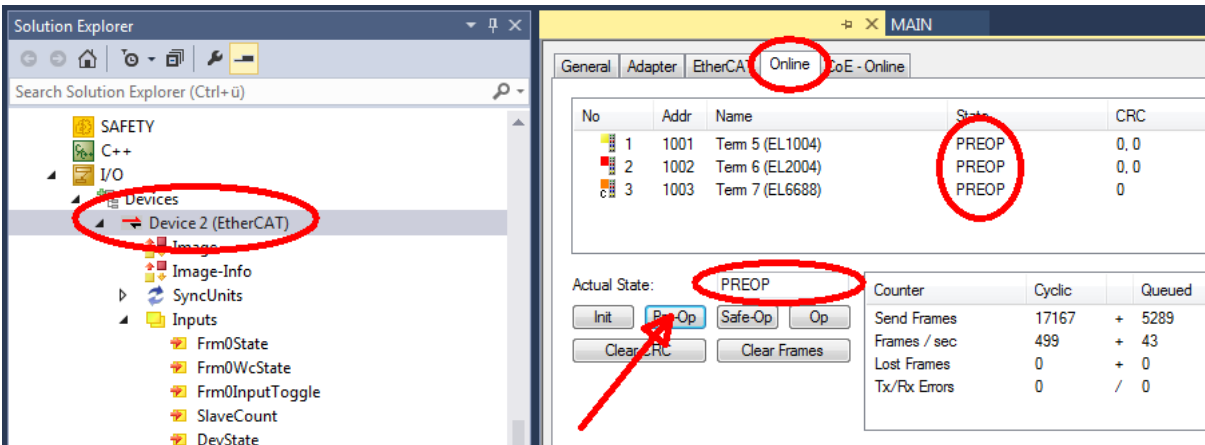 Solution Explorer
Search Solution Explorer (Ctrl+ü)
SAFETY
C++
I/O
Devices
Device 2 (EtherCAT)
Image
Image-Info
SyncUnits
Inputs
Frm0State
Frm0WcState
Frm0InputToggle
SlaveCount
DevState
MAIN
General Adapter EtherCAT Online CoE - Online
No Addr Name State CRC
1 1001 Term 5 (EL1004) PREOP 0, 0
2 1002 Term 6 (EL2004) PREOP 0, 0
C 3 1003 Term 7 (EL6688) PREOP 0
Actual State: PREOP
Init Pre-Op Safe-Op Op
Clear CRC Clear Frames
Counter Cyclic Queued
Send Frames 17167 + 5289
Frames / sec 499 + 43
Lost Frames 0 + 0
Tx/Rx Errors 0 / 0